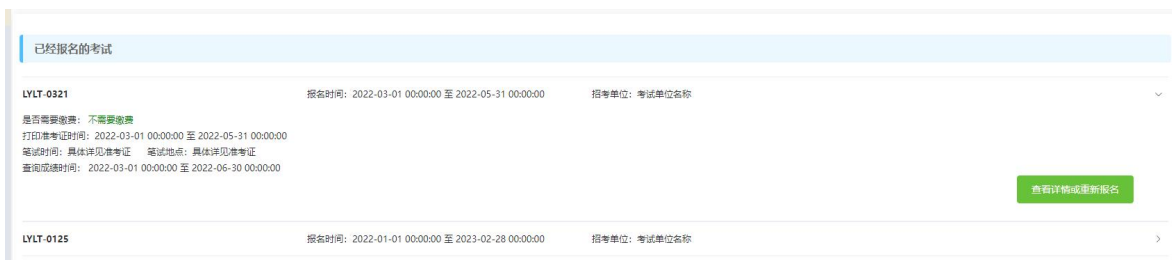 已经报名的考试
LYLT-0321 报名时间：2022-03-01 00:00:00 至 2022-05-31 00:00:00 招考单位：考试单位名称
是否需要缴费：不需要缴费
打印准考证时间：2022-03-01 00:00:00 至 2022-05-31 00:00:00
笔试时间：具体详见准考证 笔试地点：具体详见准考证
查询成绩时间： 2022-03-01 00:00:00 至 2022-06-30 00:00:00
查看详情或重新报名
LYLT-0125 报名时间：2022-01-01 00:00:00 至 2023-02-28 00:00:00 招考单位：考试单位名称